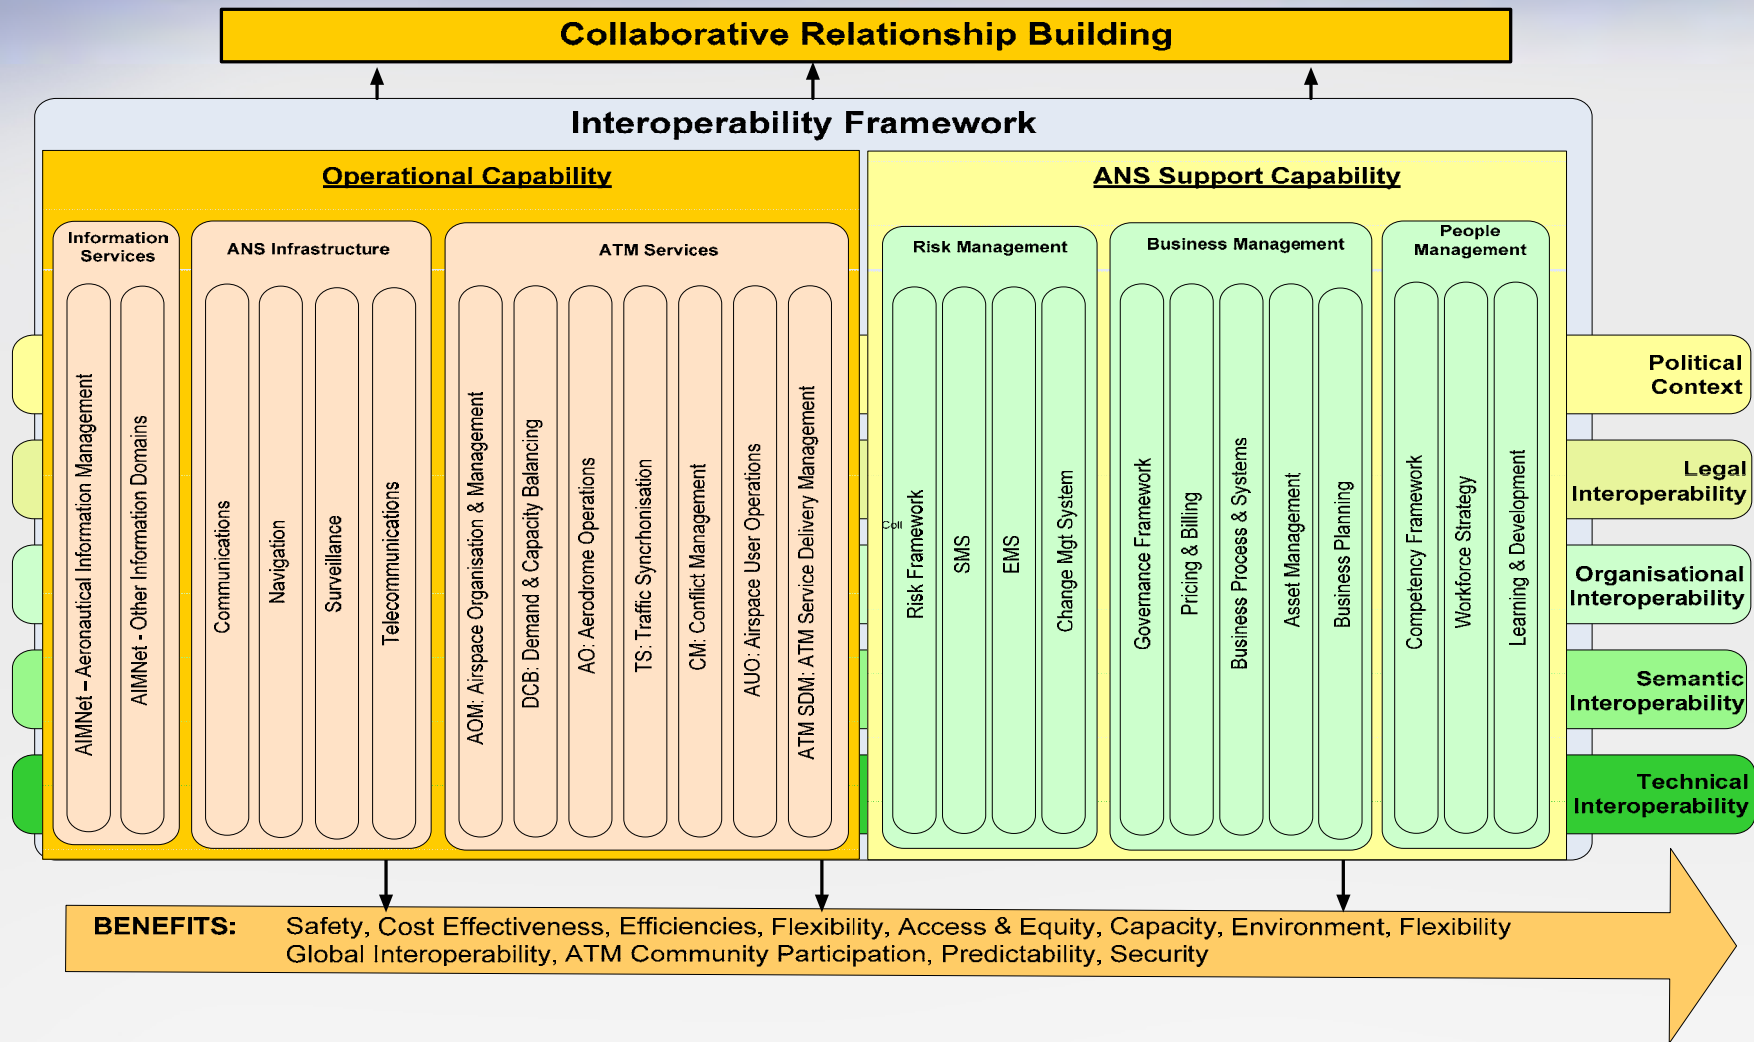 Collaborative Relationship Building
Interoperability Framework
Operational Capability
Information
Services
AIMNet – Aeronautical Information Management
AIMNet - Other Information Domains
ANS Infrastructure
Communications
Navigation
Surveillance
Telecommunications
ATM Services
AOM: Airspace Organisation & Management
DCB: Demand & Capacity Balancing
AO: Aerodrome Operations
TS: Traffic Syncrhonisation
CM: Conflict Management
AUO: Airspace User Operations
ATM SDM: ATM Service Delivery Management
ANS Support Capability
Risk Management
Coll
Risk Framework
SMS
EMS
Change Mgt System
Business Management
Governance Framework
Pricing & Billing
Business Process & Systems
Asset Management
Business Planning
People
Management
Competency Framework
Workforce Strategy
Learning & Development
Political
Context
Legal
Interoperability
Organisational
Interoperability
Semantic
Interoperability
Technical
Interoperability
BENEFITS: Safety, Cost Effectiveness, Efficiencies, Flexibility, Access & Equity, Capacity, Environment, Flexibility
Global Interoperability, ATM Community Participation, Predictability, Security